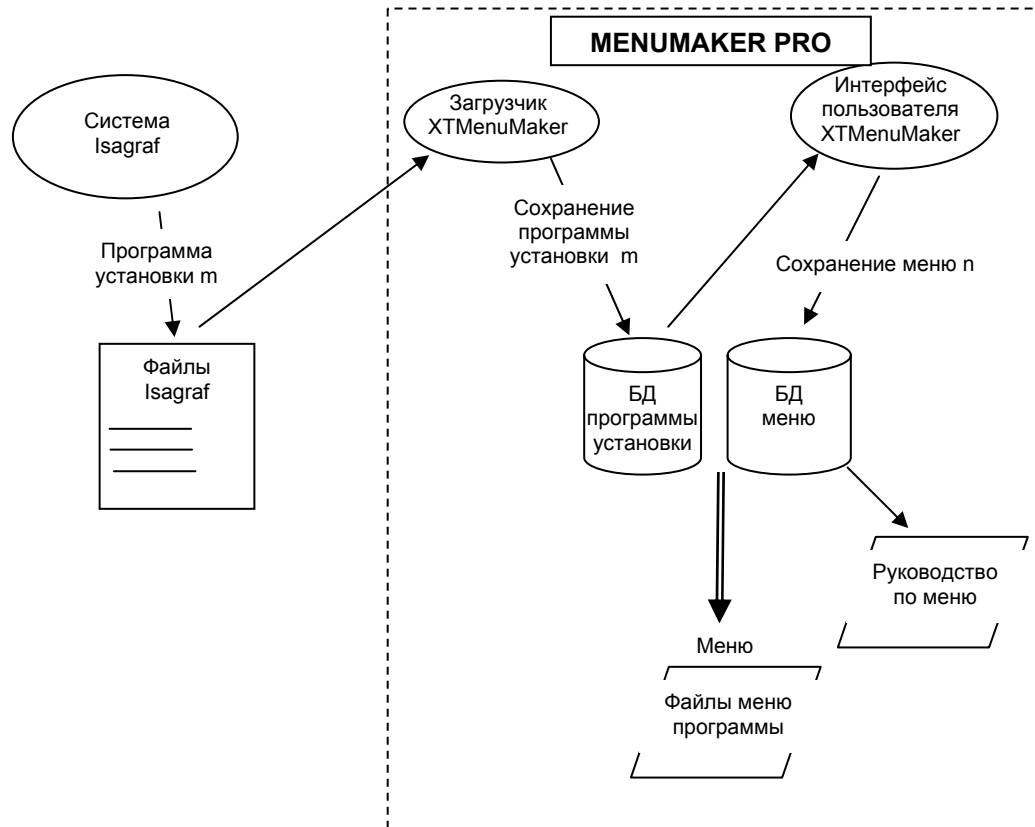 MENUMAKER PRO
Система
Isagraf
Загрузчик
XTMenuMaker
Интерфейс
пользователя
XTMenuMaker
Программа
установки m
Сохранение
программы
установки m
Сохранение меню n
Файлы
Isagraf
БД
программы
установки
БД
меню
Руководство
по меню
Меню
Файлы меню
программы